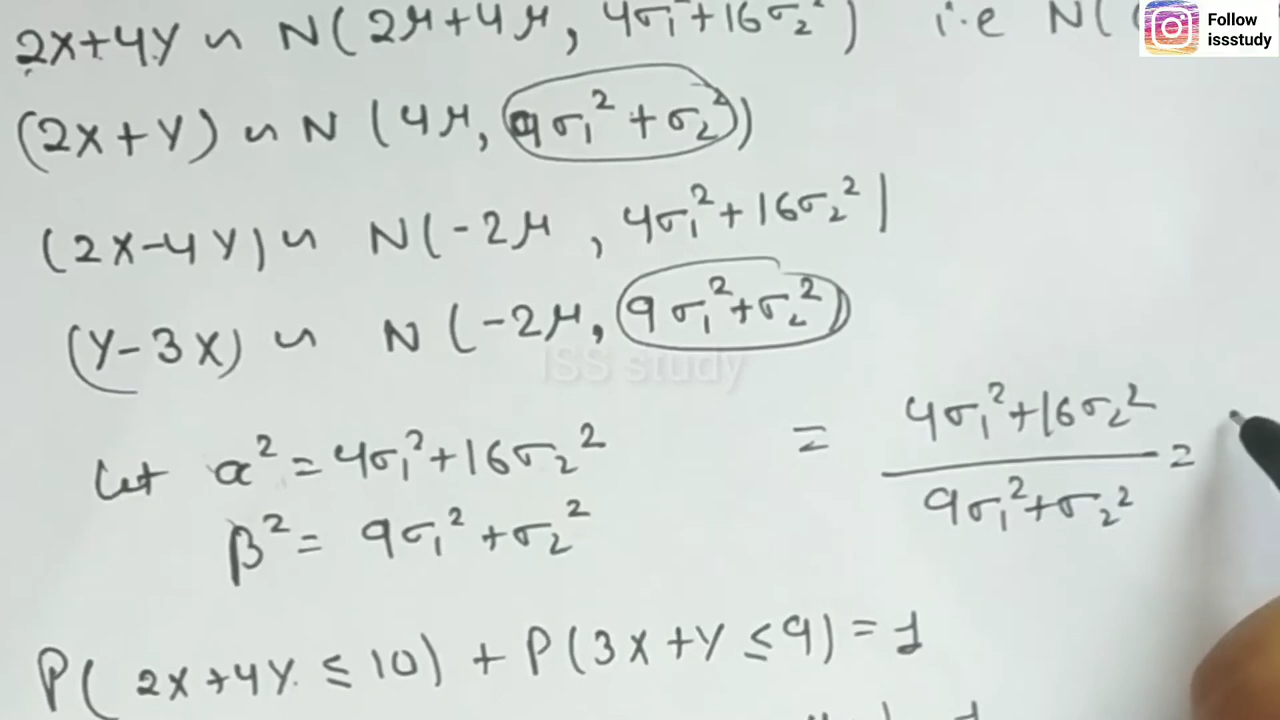 2X+4Y ∽ N(2μ+4μ, 4σ₁²+16σ₂²) i.e N(
Follow
issstudy
(2X+Y) ∽ N(4μ, 9σ₁²+σ₂²)
(2X-4Y) ∽ N(-2μ, 4σ₁²+16σ₂²)
(Y-3X) ∽ N(-2μ, 9σ₁²+σ₂²)
ISS study
Let α² = 4σ₁²+16σ₂²
β² = 9σ₁²+σ₂²
= 4σ₁²+16σ₂² / 9σ₁²+σ₂² =
P(2X+4Y ≤ 10) + P(3X+Y ≤ 9) = 1